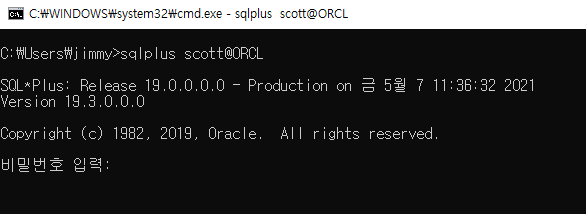 C:₩WINDOWS₩system32₩cmd.exe - sqlplus  scott@ORCL
C:₩Users₩jimmy>sqlplus scott@ORCL
SQL*Plus: Release 19.0.0.0.0 - Production on 금 5월 7 11:36:32 2021
Version 19.3.0.0.0
Copyright (c) 1982, 2019, Oracle.  All rights reserved.
비밀번호 입력: